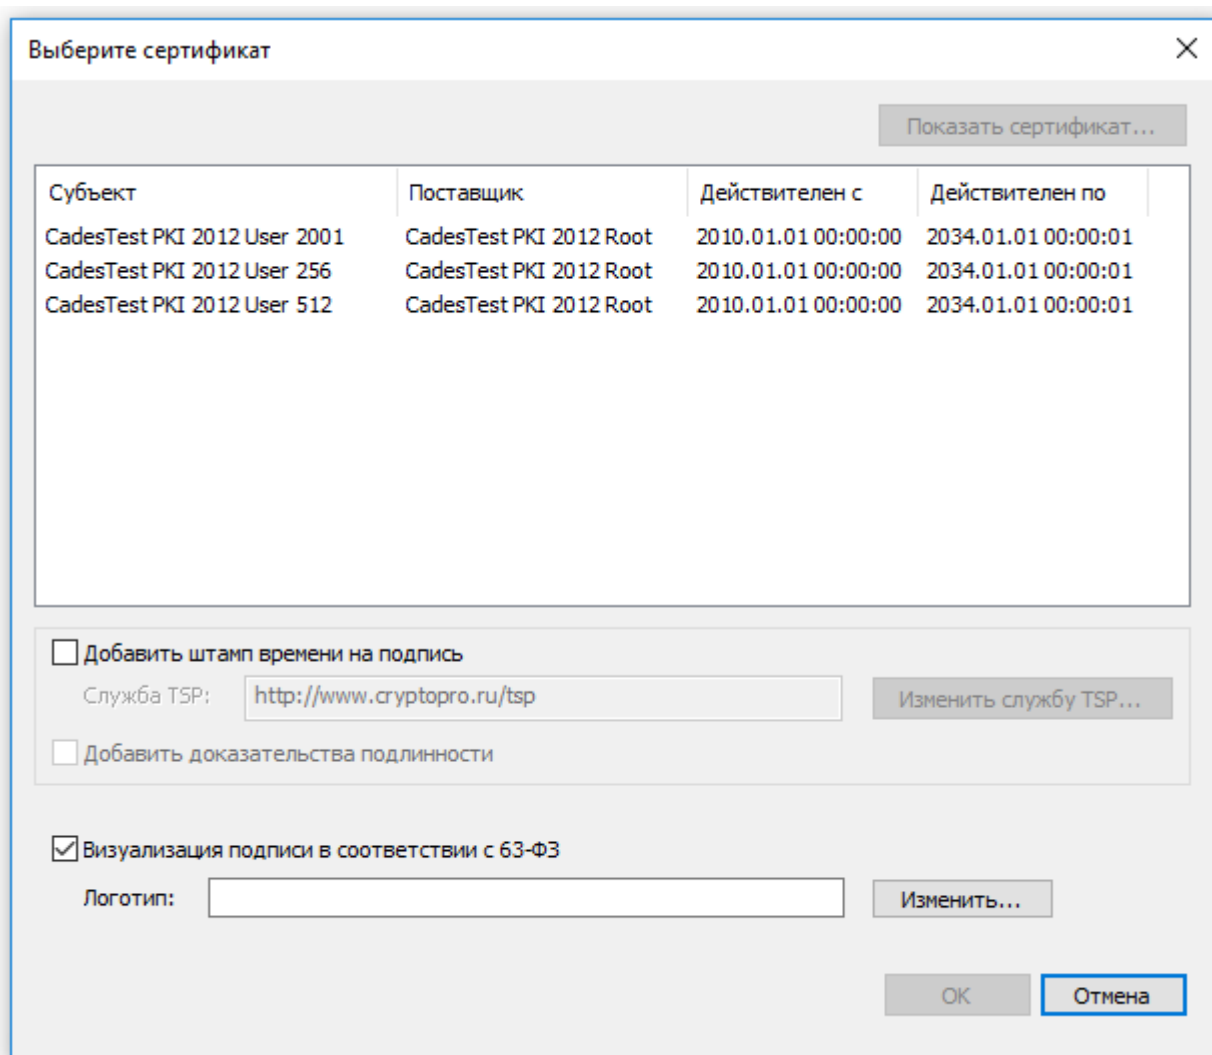 Выберите сертификат
Показать сертификат...
Субъект Поставщик Действителен с Действителен по
CadesTest PKI 2012 User 2001 CadesTest PKI 2012 Root 2010.01.01 00:00:00 2034.01.01 00:00:01
CadesTest PKI 2012 User 256 CadesTest PKI 2012 Root 2010.01.01 00:00:00 2034.01.01 00:00:01
CadesTest PKI 2012 User 512 CadesTest PKI 2012 Root 2010.01.01 00:00:00 2034.01.01 00:00:01
Добавить штамп времени на подпись
Служба TSP: http://www.cryptopro.ru/tsp Изменить службу TSP...
Добавить доказательства подлинности
Визуализация подписи в соответствии с 63-ФЗ
Логотип: Изменить...
OK Отмена